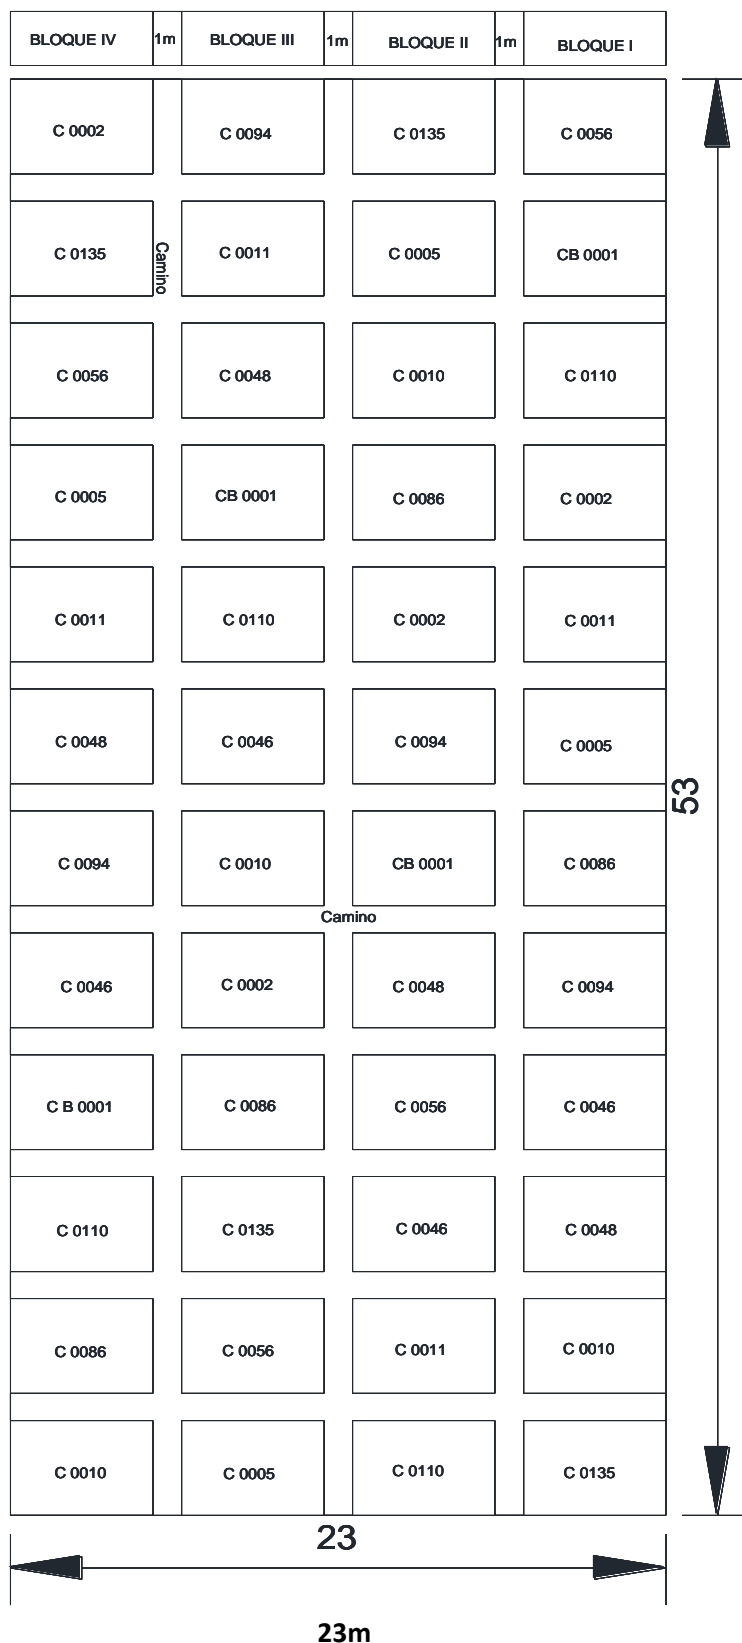 BLOQUE IV 1m BLOQUE III 1m BLOQUE II 1m BLOQUE I
C 0002 C 0094 C 0135 C 0056
C 0135 Camino C 0011 C 0005 CB 0001
C 0056 C 0048 C 0010 C 0110
C 0005 CB 0001 C 0086 C 0002
C 0011 C 0110 C 0002 C 0011
C 0048 C 0046 C 0094 C 0005
53
C 0094 C 0010 CB 0001 C 0086
Camino
C 0046 C 0002 C 0048 C 0094
C B 0001 C 0086 C 0056 C 0046
C 0110 C 0135 C 0046 C 0048
C 0086 C 0056 C 0011 C 0010
C 0010 C 0005 C 0110 C 0135
23
23m